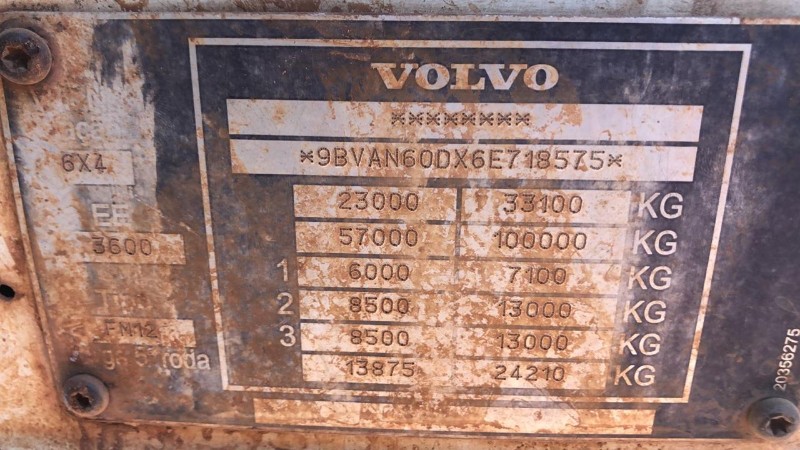 VOLVO
********
*9BVAN60DX6E718575*
6X4
23000 33100 KG
EE
3600
57000 100000 KG
1 6000 7100 KG
2 8500 13000 KG
FM12
3 8500 13000 KG
roda
13875 24210 KG
20356275